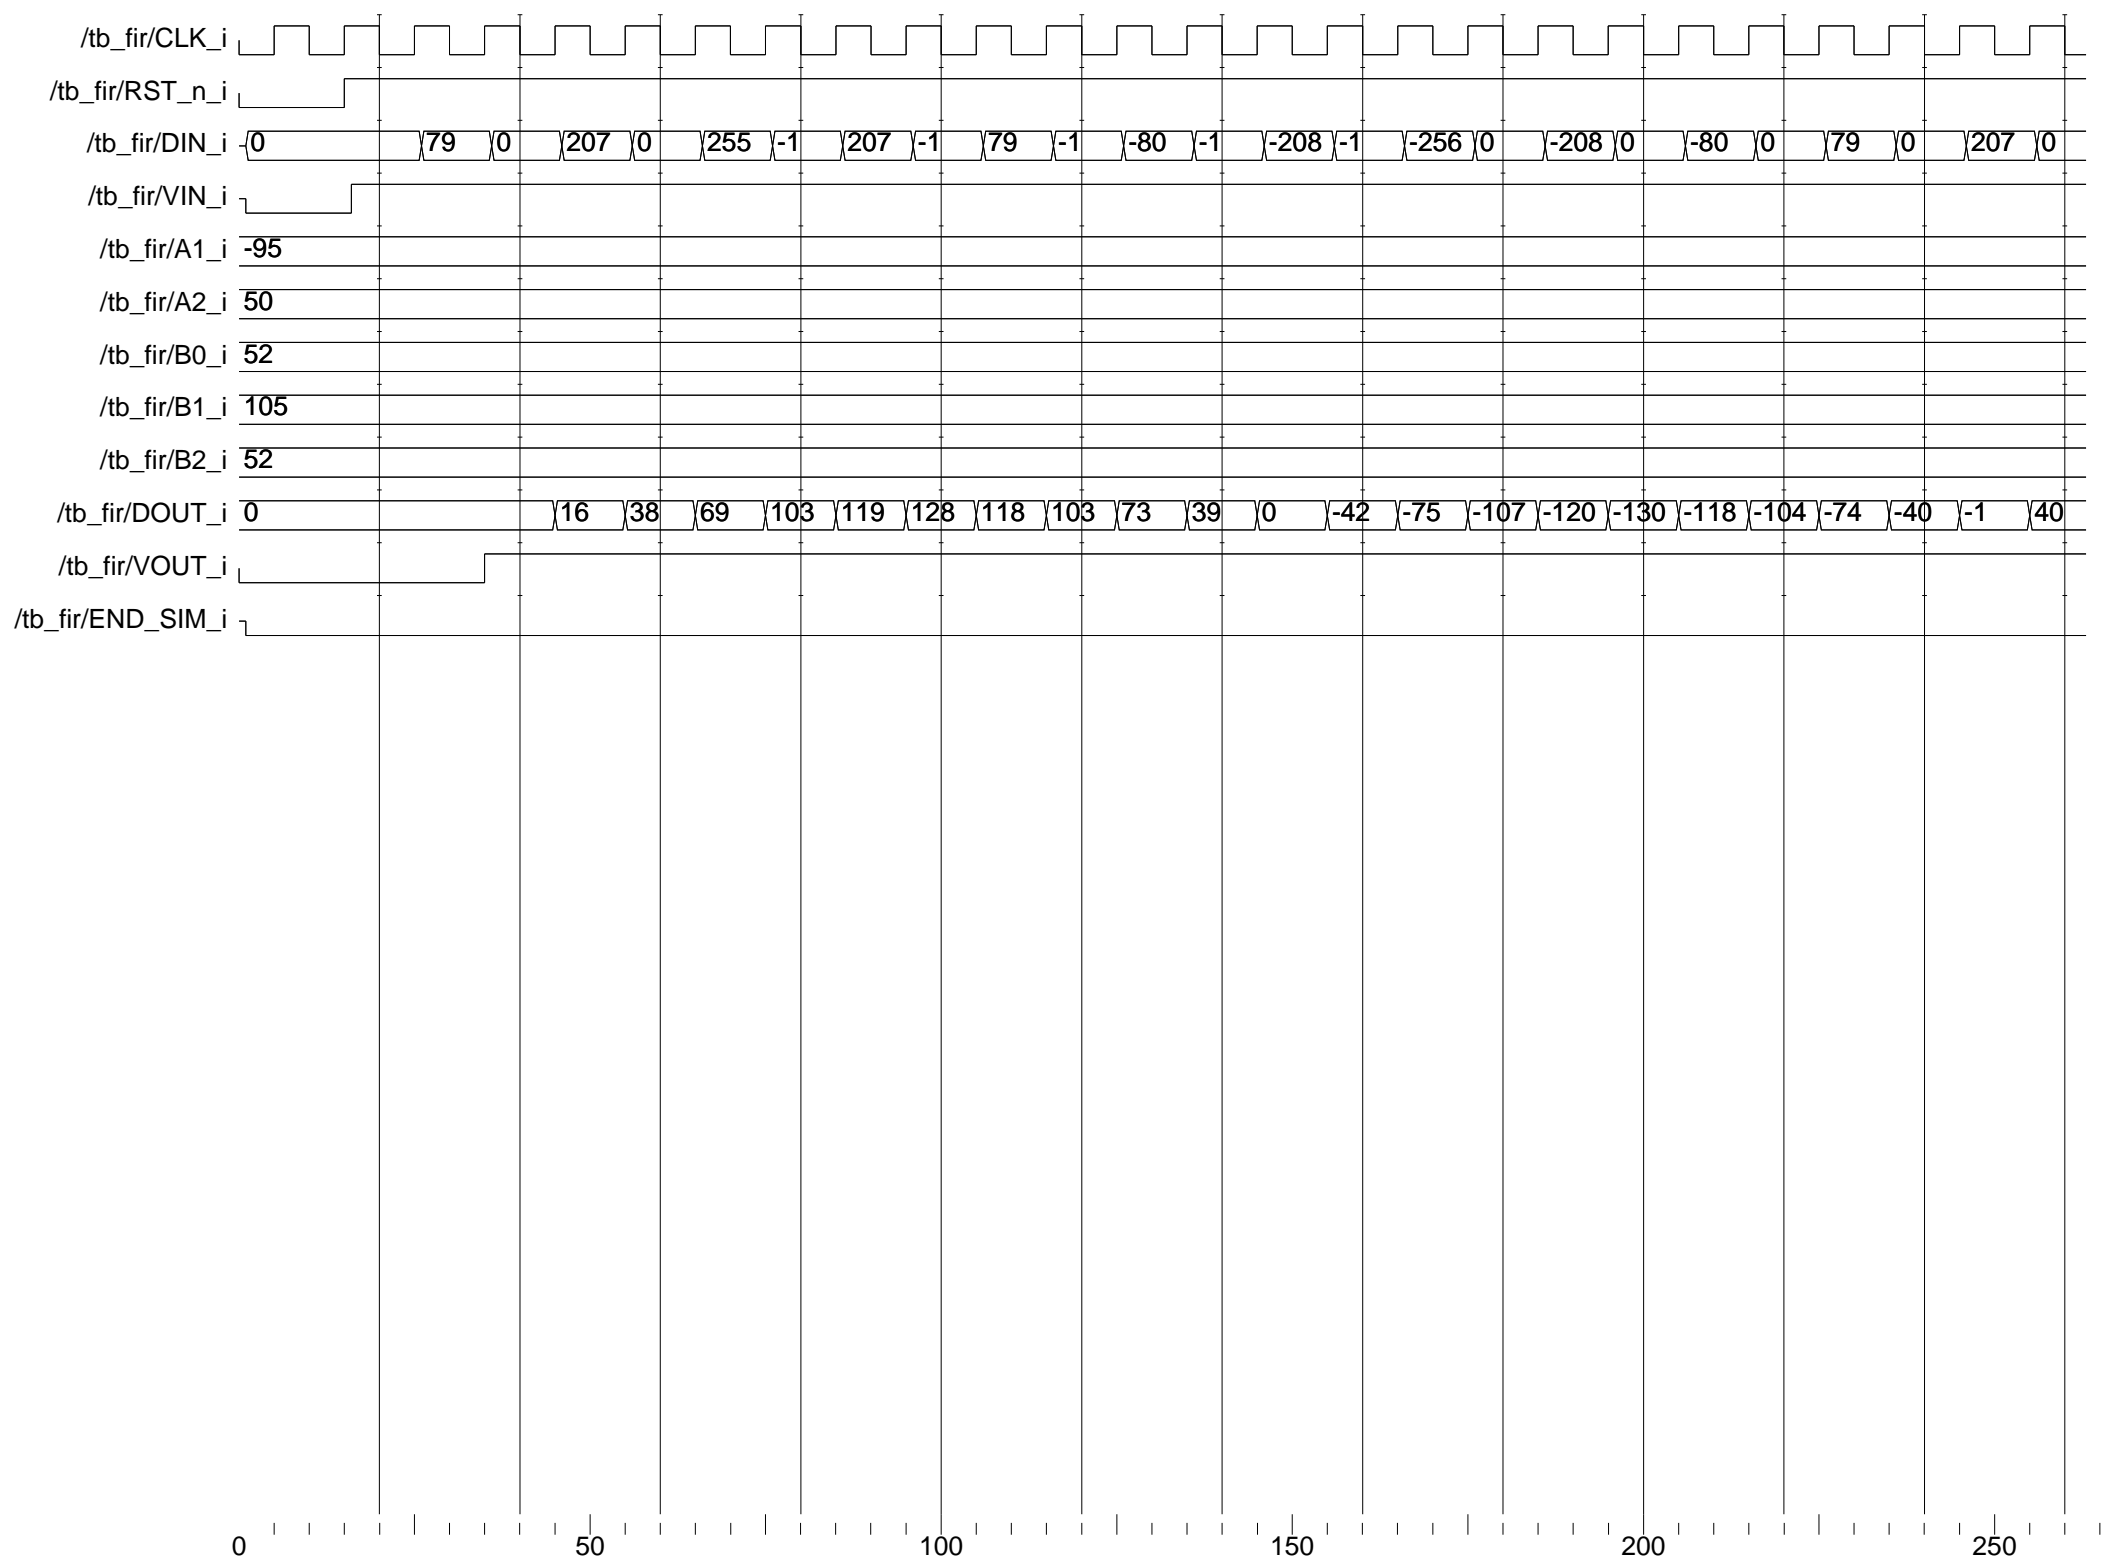 /tb_fir/CLK_i
/tb_fir/RST_n_i
/tb_fir/DIN_i 0 79 0 207 0 255 -1 207 -1 79 -1 -80 -1 -208 -1 -256 0 -208 0 -80 0 79 0 207 0
/tb_fir/VIN_i
/tb_fir/A1_i -95
/tb_fir/A2_i 50
/tb_fir/B0_i 52
/tb_fir/B1_i 105
/tb_fir/B2_i 52
/tb_fir/DOUT_i 0 16 38 69 103 119 128 118 103 73 39 0 -42 -75 -107 -120 -130 -118 -104 -74 -40 -1 40
/tb_fir/VOUT_i
/tb_fir/END_SIM_i
0 50 100 150 200 250